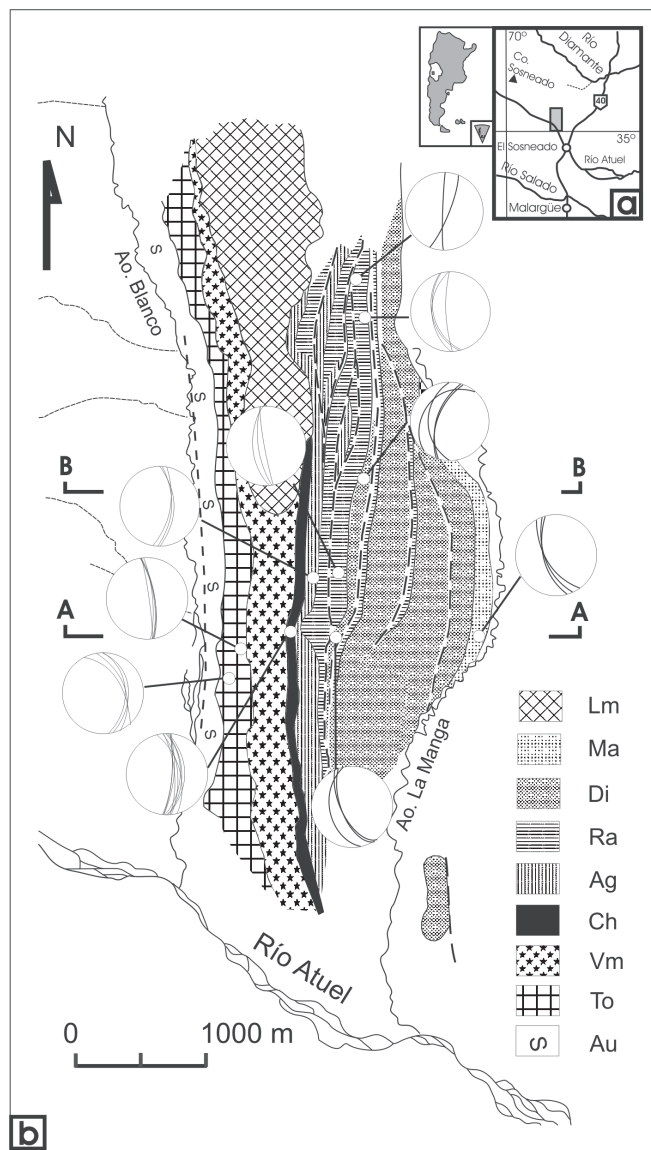 70º
Río
Diamante
Co.
Sosneado
40
35º
El Sosneado
Río Atuel
Río Salado
Malargüe
a
N
Ao. Blanco
S
S
S
S
S
B
B
A
A
Ao. La Manga
Río Atuel
0 1000 m
Lm
Ma
Di
Ra
Ag
Ch
Vm
To
S Au
b